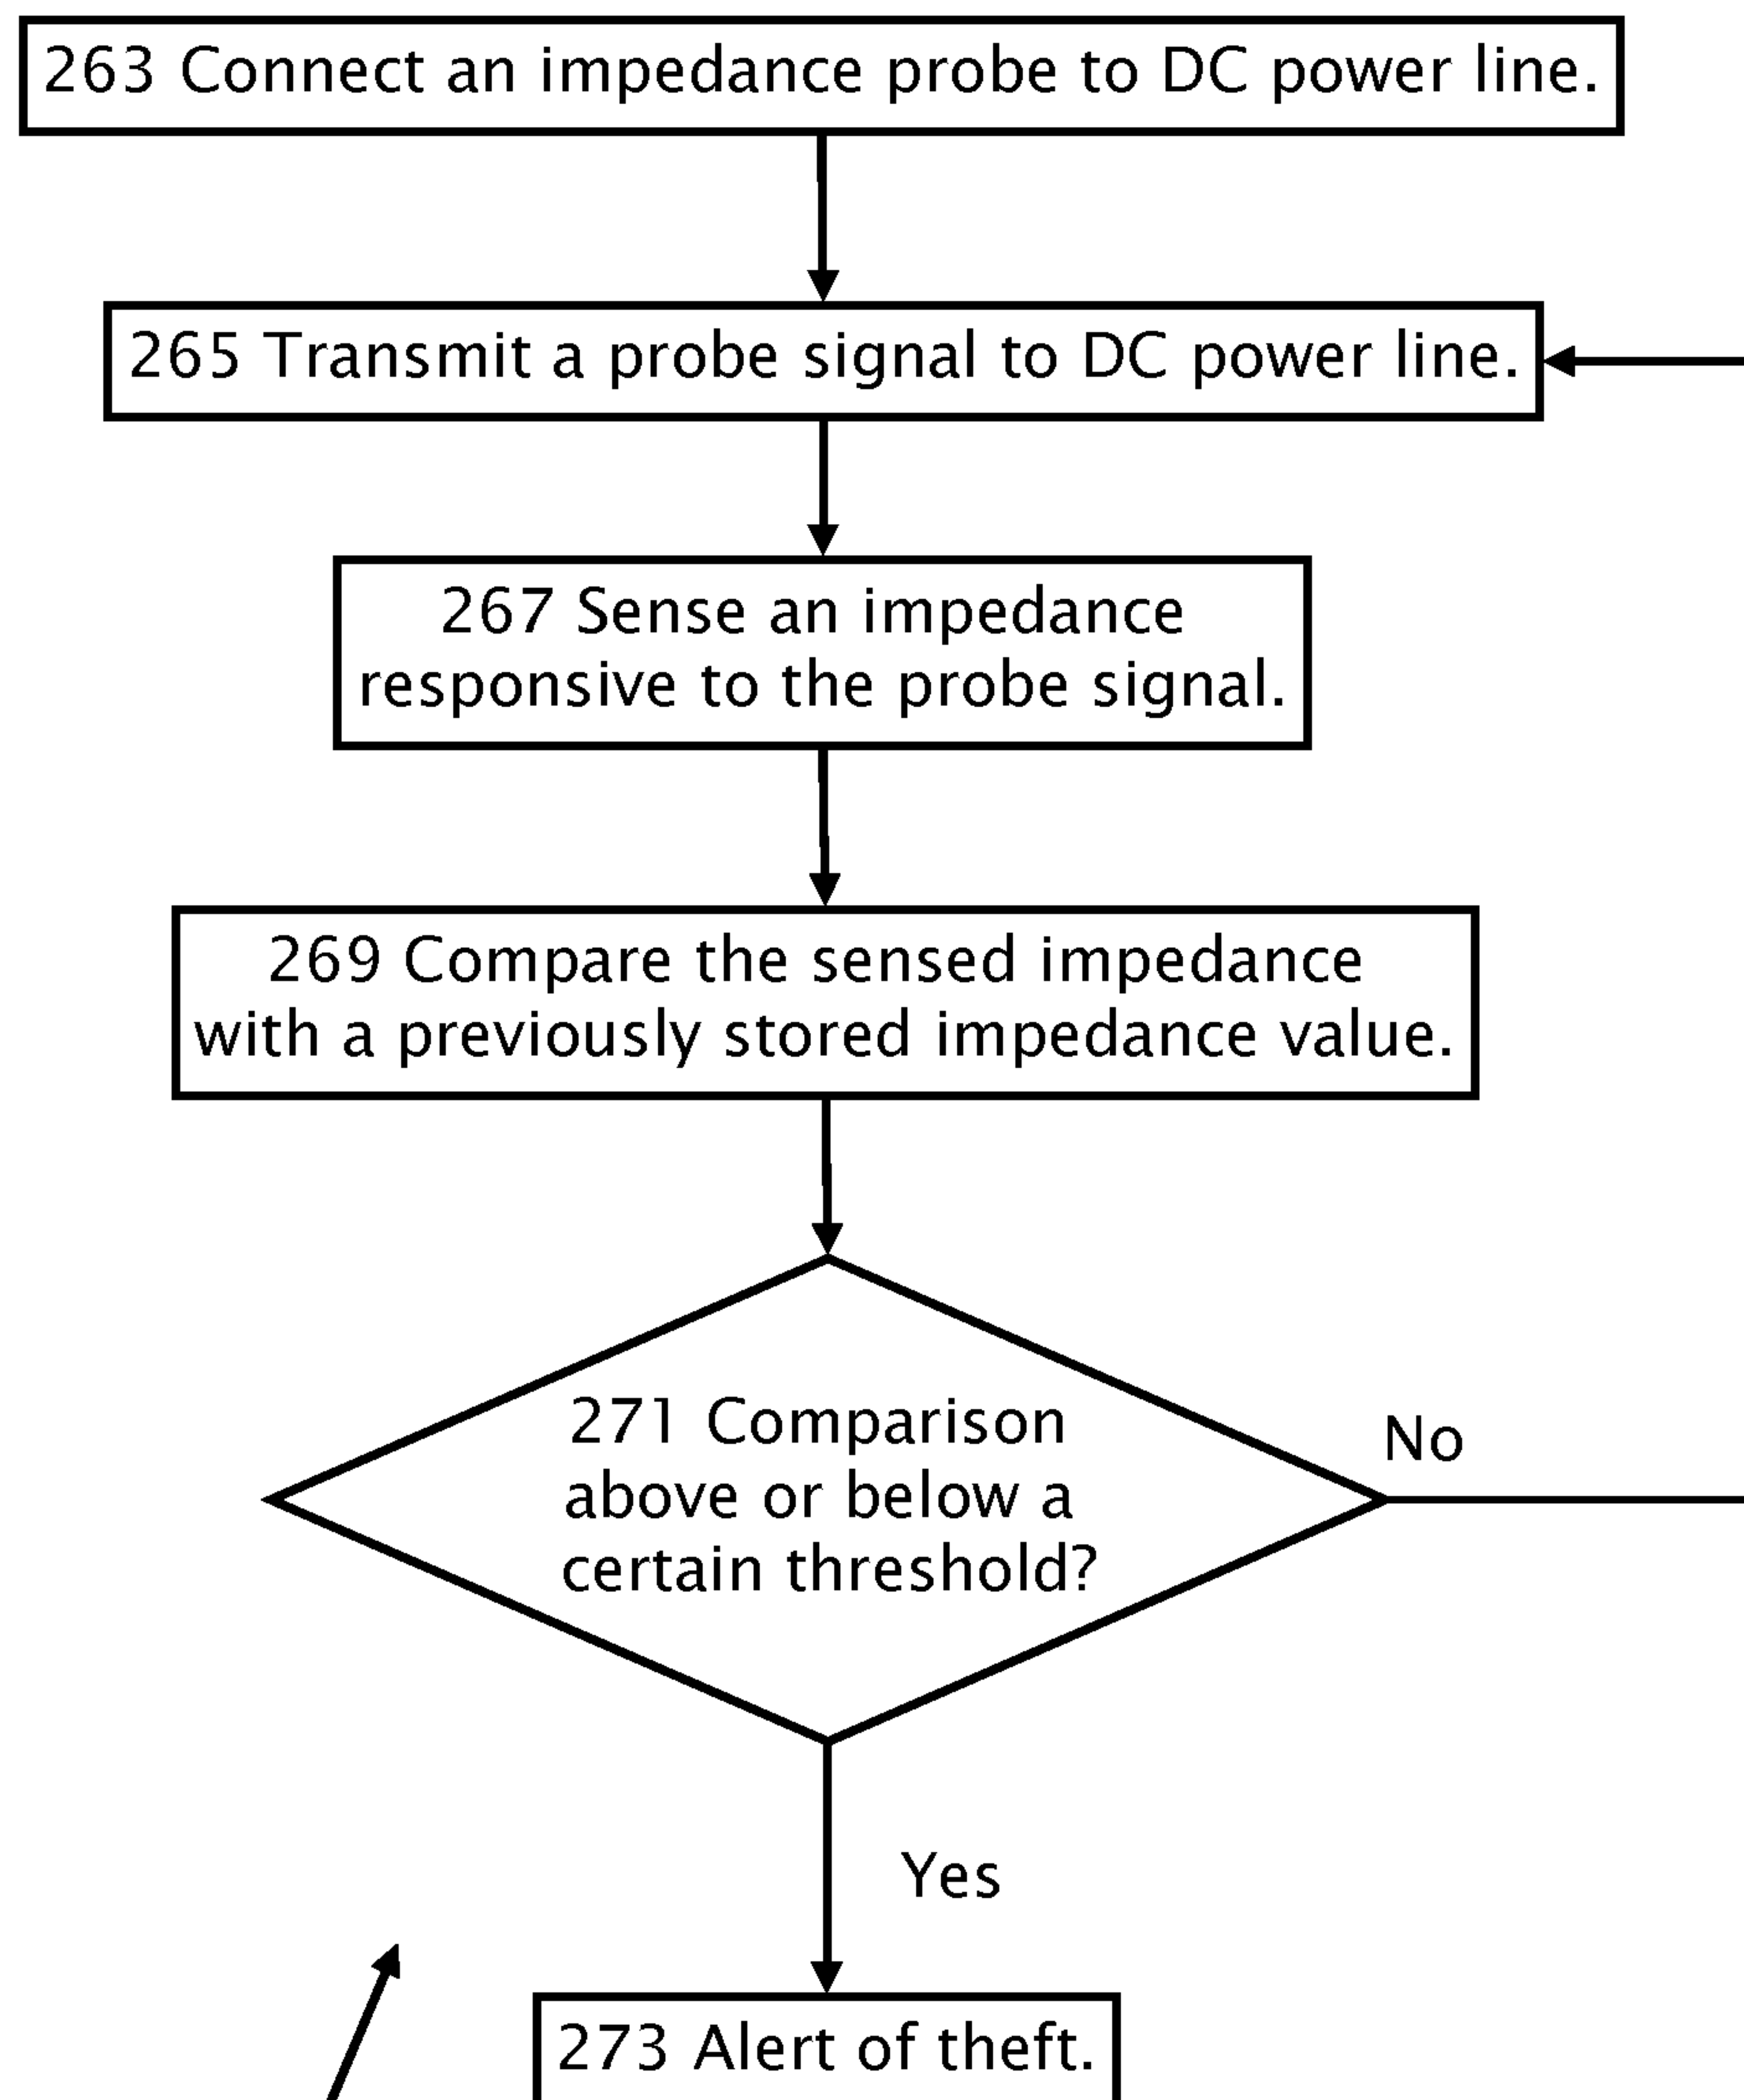 263 Connect an impedance probe to DC power line.
265 Transmit a probe signal to DC power line.
267 Sense an impedance
responsive to the probe signal.
269 Compare the sensed impedance
with a previously stored impedance value.
271 Comparison
above or below a
certain threshold?
No
Yes
273 Alert of theft.